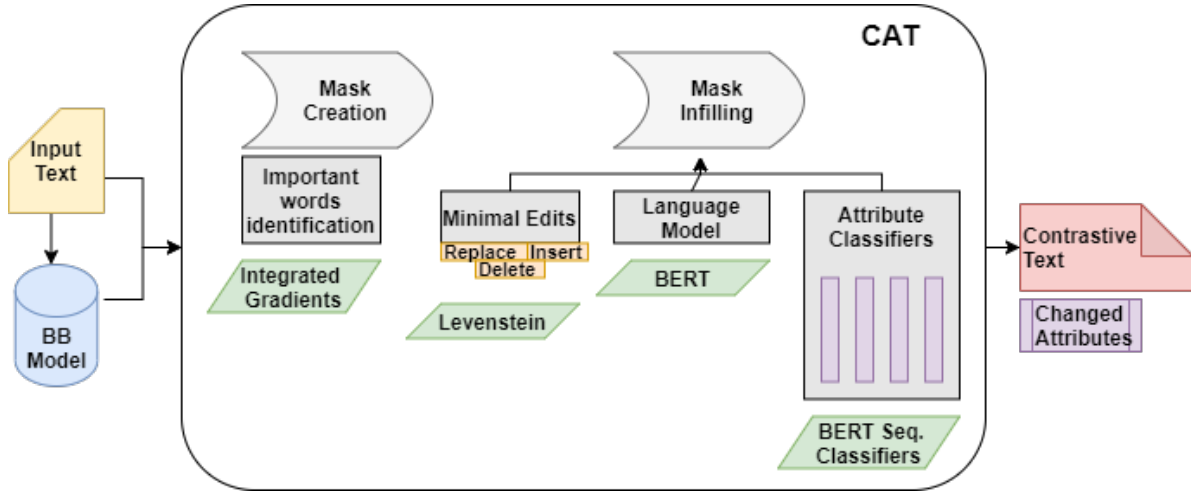 CAT
Input
Text
BB
Model
Mask
Creation
Important
words
identification
Integrated
Gradients
Mask
Infilling
Minimal Edits
Replace
Insert
Delete
Levenstein
Language
Model
BERT
Attribute
Classifiers
BERT Seq.
Classifiers
Contrastive
Text
Changed
Attributes